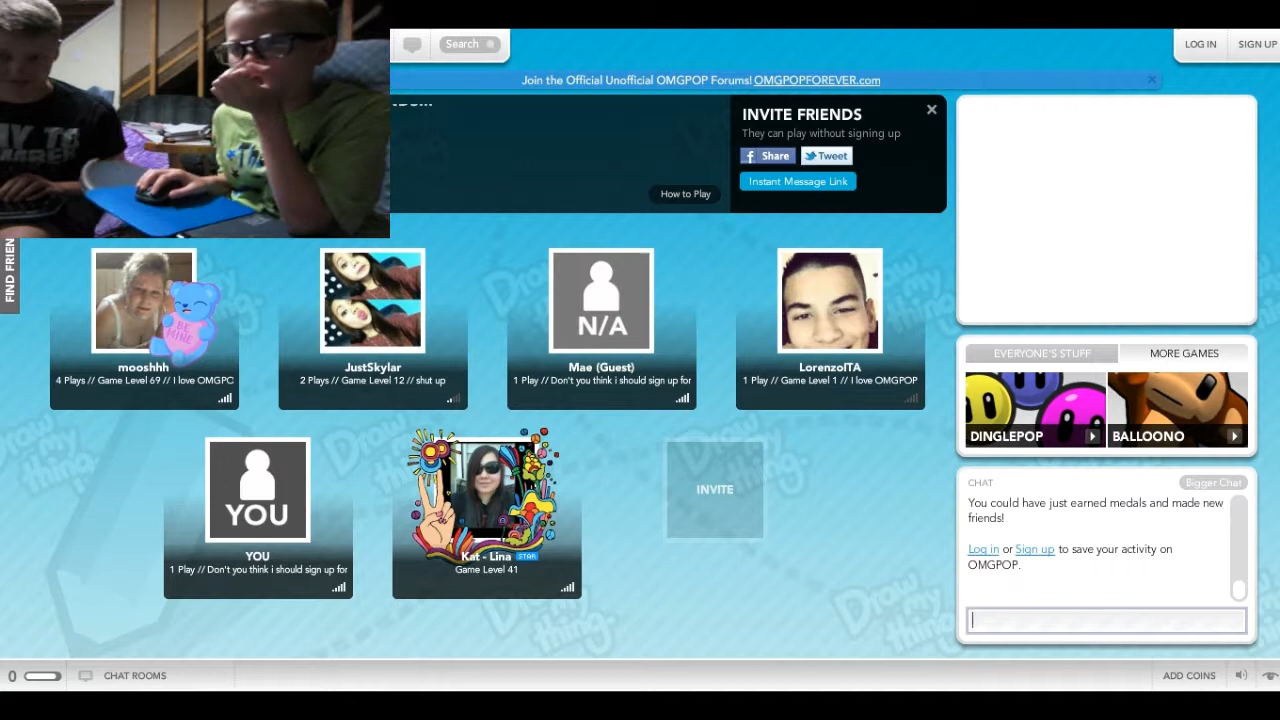 Search
LOG IN
SIGN UP
Join the Official Unofficial OMGPOP Forums! OMGPOPFOREVER.com
INVITE FRIENDS
They can play without signing up
Share
Tweet
Instant Message Link
How to Play
FIND FRIEN
BE MINE
mooshhh
4 Plays // Game Level 69 // I love OMGPC
JustSkylar
2 Plays // Game Level 12 // shut up
N/A
Mae (Guest)
1 Play // Don't you think i should sign up for
LorenzoITA
1 Play // Game Level 1 // I love OMGPOP
YOU
YOU
1 Play // Don't you think i should sign up for
Kat - Lina STAR
Game Level 41
INVITE
EVERYONE'S STUFF
MORE GAMES
DINGLEPOP
BALLOONO
CHAT
Bigger Chat
You could have just earned medals and made new
friends!
Log in or Sign up to save your activity on
OMGPOP.
0
CHAT ROOMS
ADD COINS
Draw my thing.